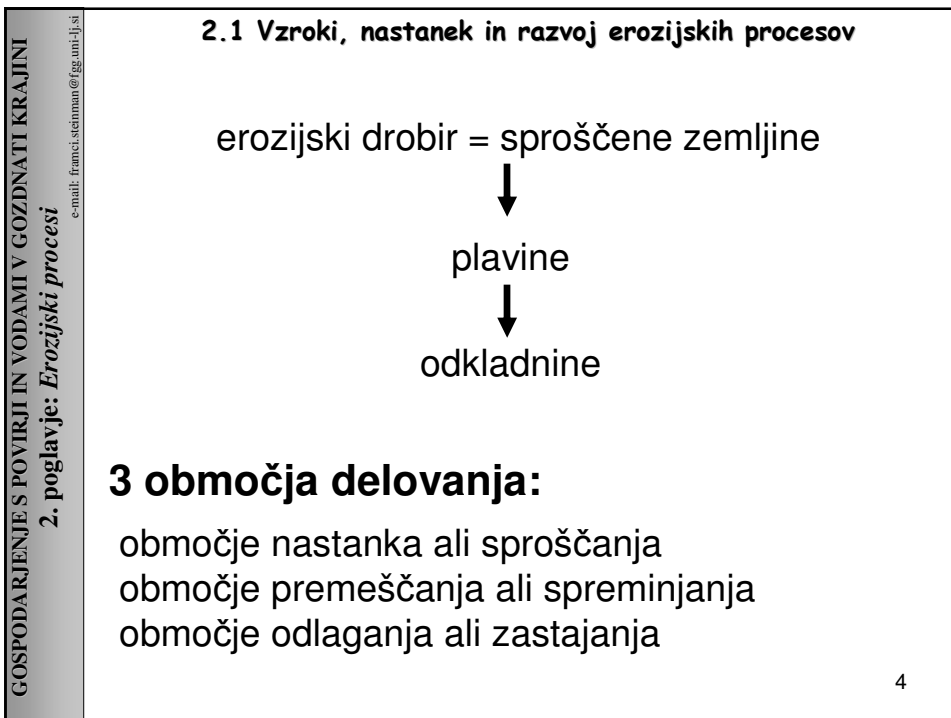 GOSPODARJENJE S POVIRJI IN VODAMI V GOZDNATI KRAJINI
2. poglavje: Erozijski procesi
e-mail: franci.steinman@fgg.uni-lj.si
2.1 Vzroki, nastanek in razvoj erozijskih procesov
erozijski drobir = sproščene zemljine
plavine
odkladnine
3 območja delovanja:
območje nastanka ali sproščanja
območje premeščanja ali spreminjanja
območje odlaganja ali zastajanja
4